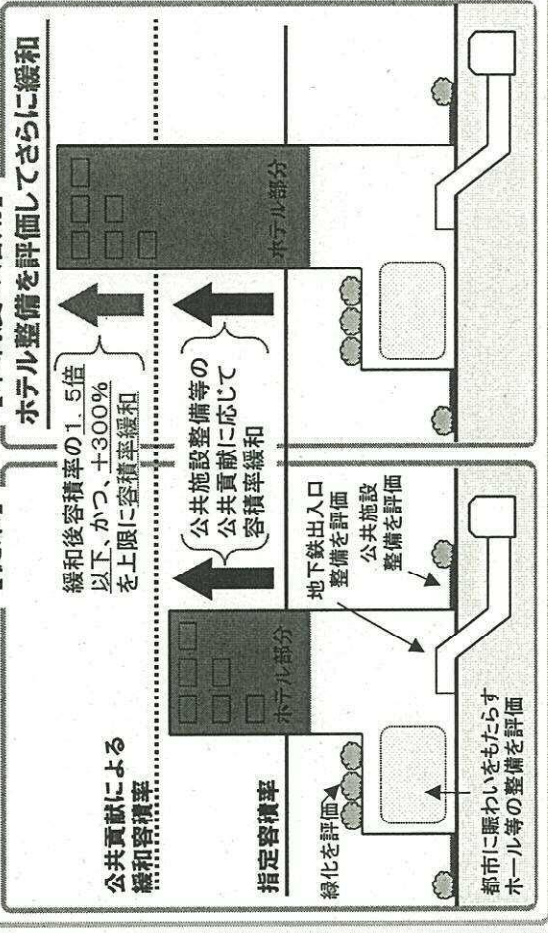 ホテル整備を評価してさらに緩和
公共貢献による
緩和容積率
緩和後容積率の1.5倍
以下、かつ、+300%
を上限に容積率緩和
公共施設整備等の
公共貢献に応じて
容積率緩和
指定容積率
ホテル部分
ホテル部分
緑化を評価
地下鉄出入口
整備を評価
公共施設
整備を評価
都市に賑わいをもたらす
ホール等の整備を評価